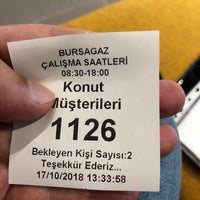 BURSAGAZ
ÇALIŞMA SAATLERİ
08:30-18:00
Konut
Müşterileri
1126
Bekleyen Kişi Sayısı:2
Teşekkür Ederiz...
17/10/2018 13:33:58